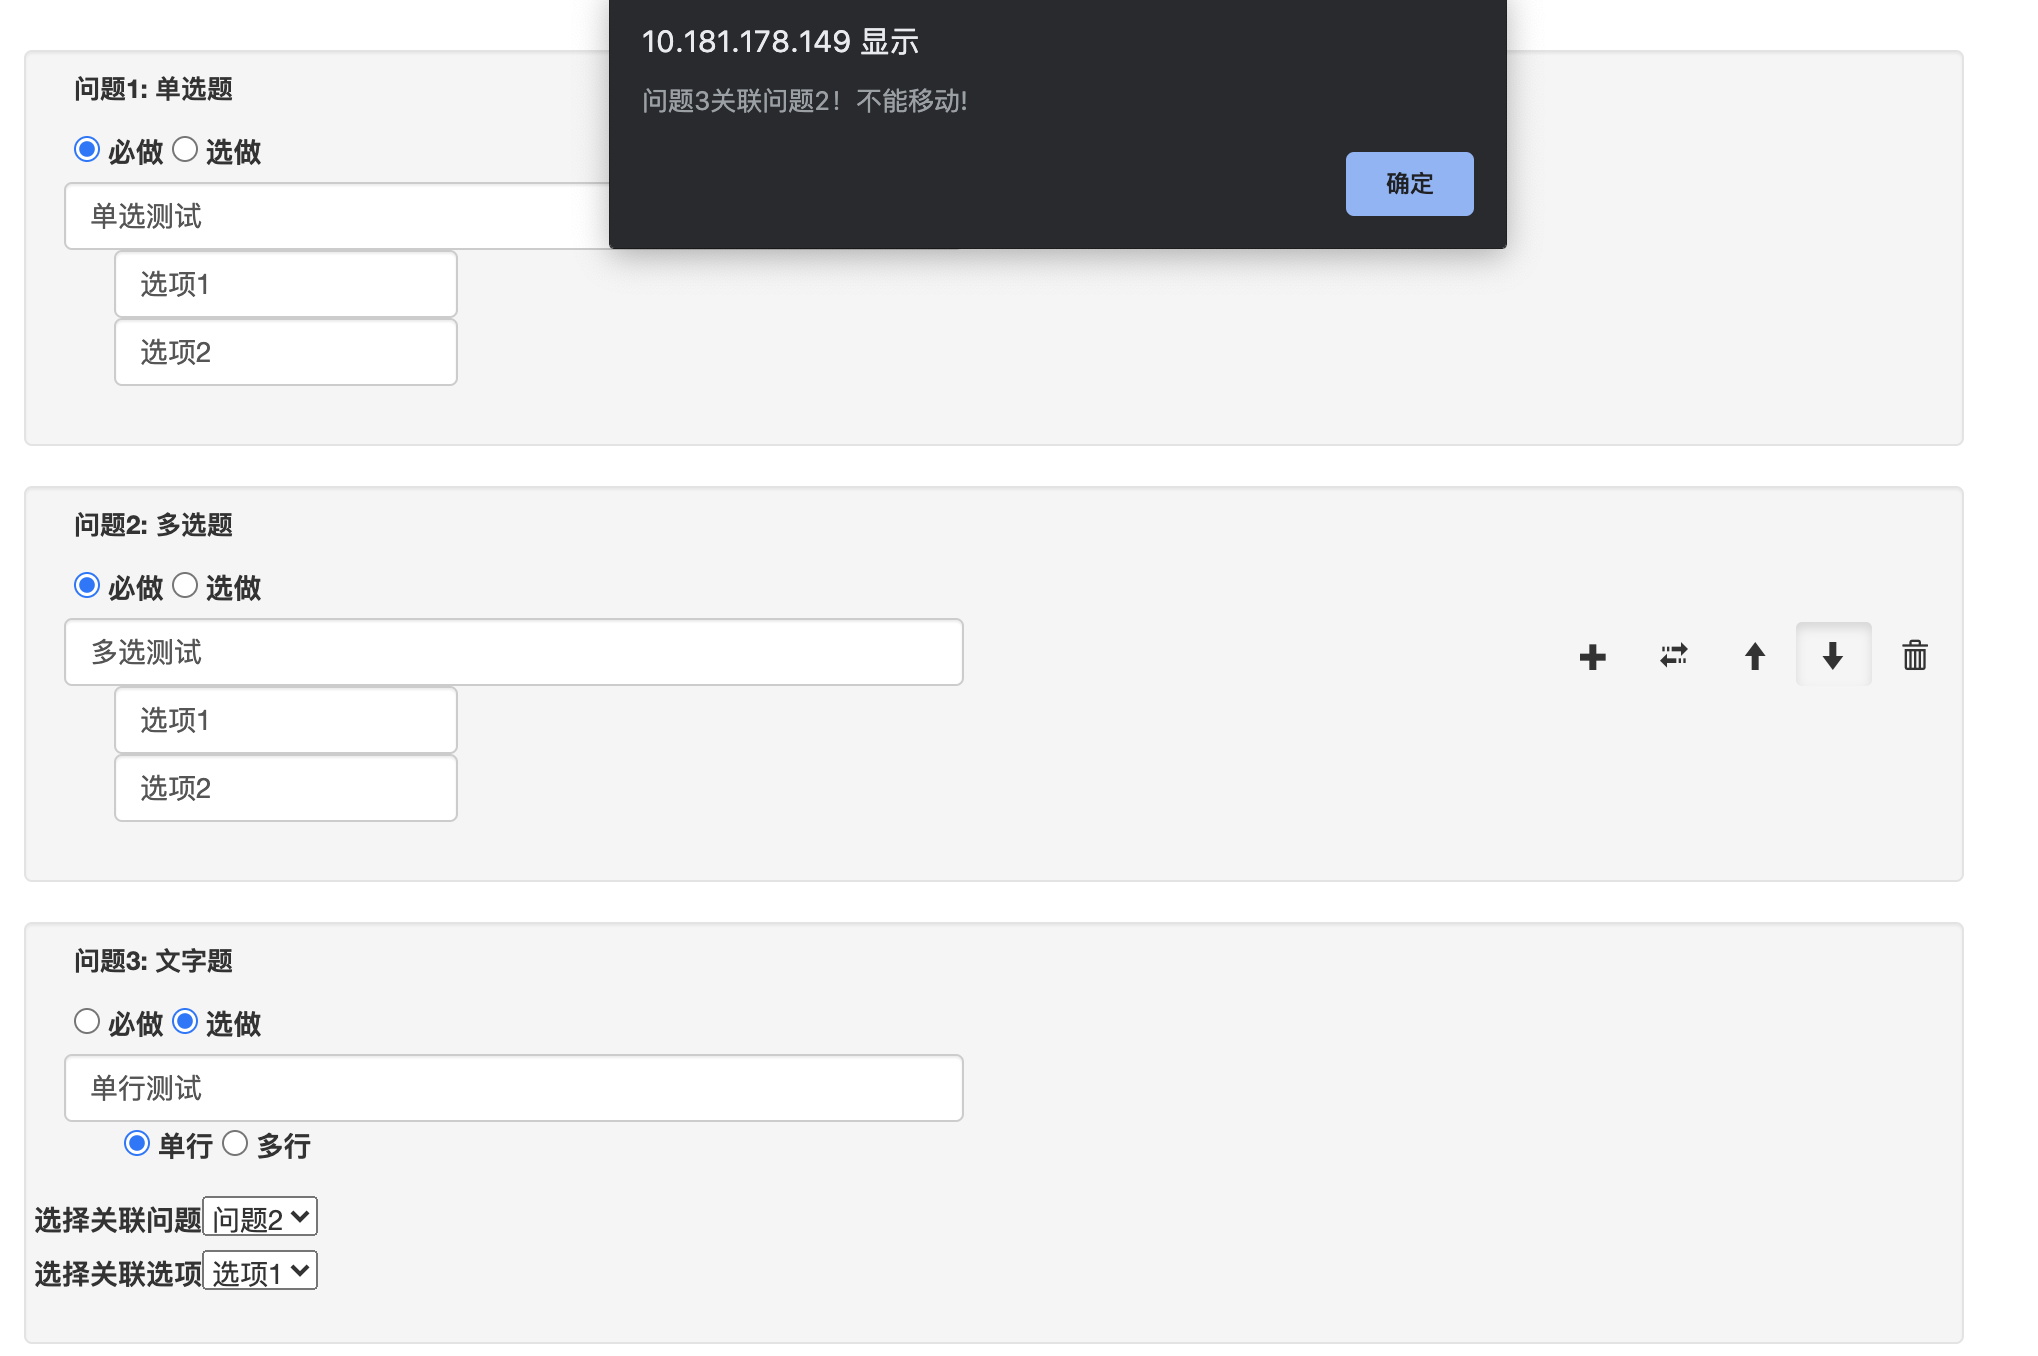 10.181.178.149 显示
问题3关联问题2！不能移动!
确定
问题1: 单选题
必做 选做
单选测试
选项1
选项2
问题2: 多选题
必做 选做
多选测试
选项1
选项2
问题3: 文字题
必做 选做
单行测试
单行 多行
选择关联问题 问题2
选择关联选项 选项1